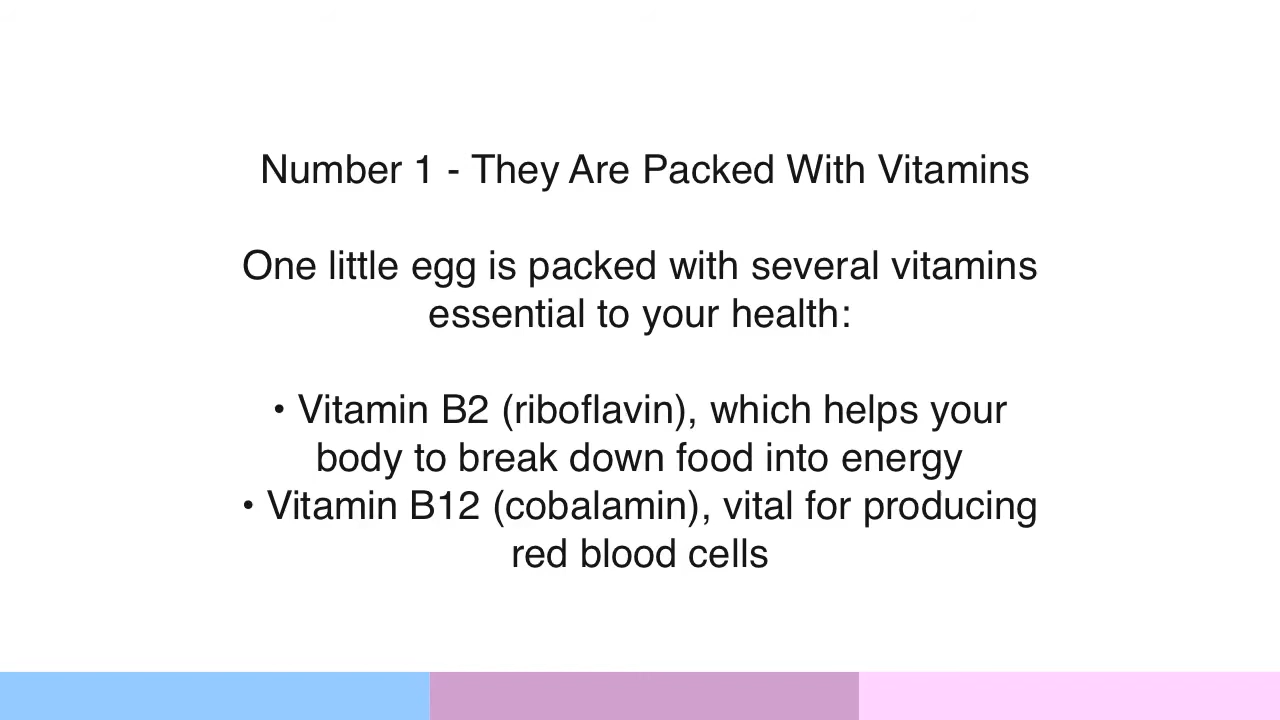 Number 1 - They Are Packed With Vitamins
One little egg is packed with several vitamins
essential to your health:
• Vitamin B2 (riboflavin), which helps your
body to break down food into energy
• Vitamin B12 (cobalamin), vital for producing
red blood cells